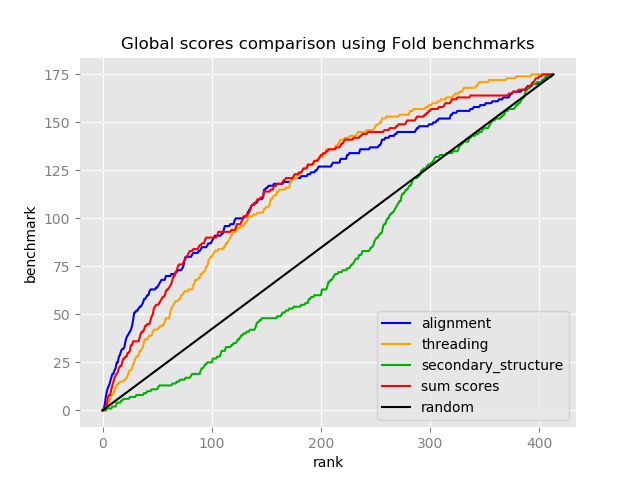 Global scores comparison using Fold benchmarks
175
150
125
100
75
50
25
0
benchmark
alignment
threading
secondary_structure
sum scores
random
0 100 200 300 400
rank